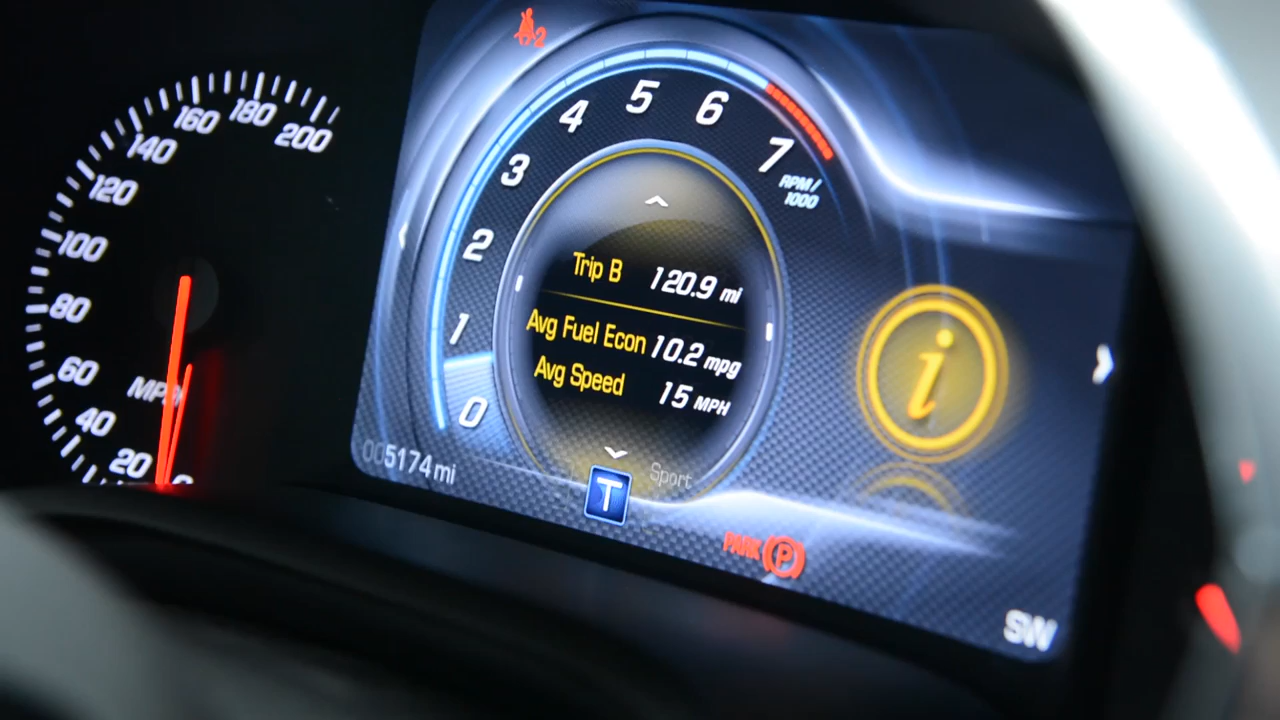 200
180
160
140
120
100
80
60
40
20
0
MPH
2
7
6
5
4
3
2
1
0
RPM/
1000
Trip B 120.9 mi
Avg Fuel Econ 10.2 mpg
Avg Speed 15 MPH
i
005174 mi
Sport
T
PARK P
SW